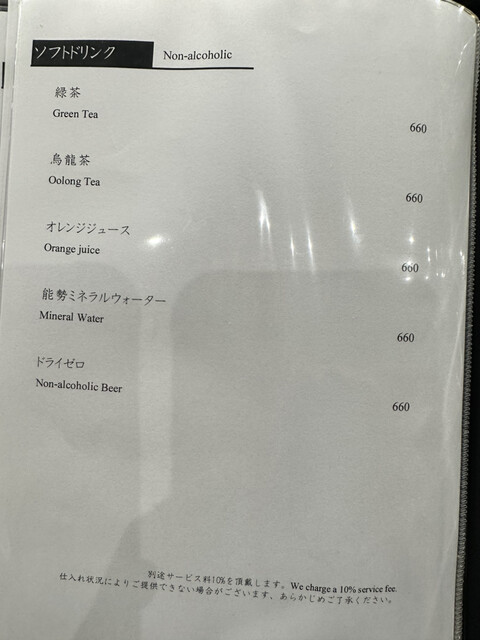 ソフトドリンク Non-alcoholic
緑茶
Green Tea
660
烏龍茶
Oolong Tea
660
オレンジジュース
Orange juice
660
能勢ミネラルウォーター
Mineral Water
660
ドライゼロ
Non-alcoholic Beer
660
別途サービス料10%を頂戴します。We charge a 10% service fee.
仕入れ状況によりご提供できない場合がございます、あらかじめご了承ください。